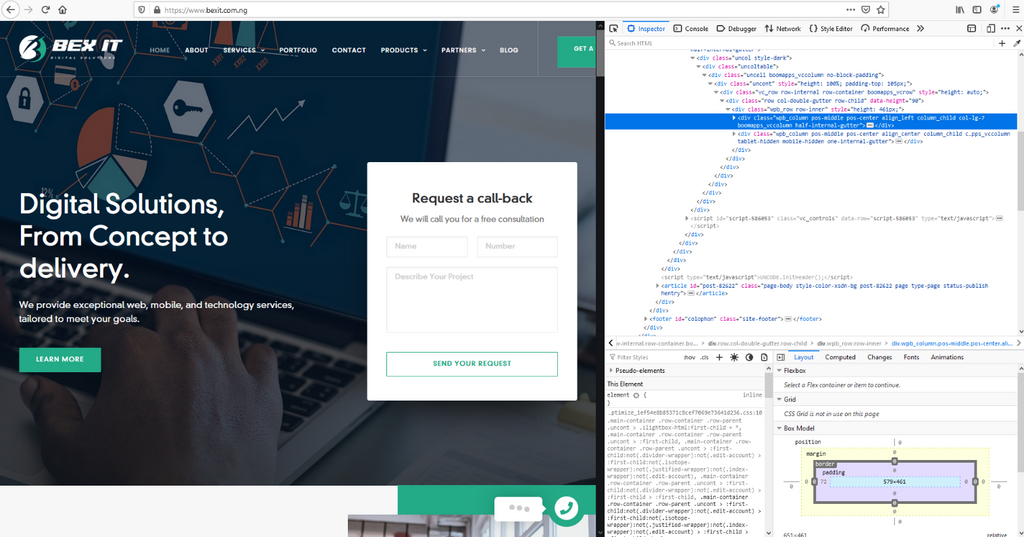 https://www.bexit.com.ng
BEX IT
DIGITAL SOLUTIONS
HOME ABOUT SERVICES PORTFOLIO CONTACT PRODUCTS PARTNERS BLOG
GET A
12%
Digital Solutions,
From Concept to
delivery.
We provide exceptional web, mobile, and technology services,
tailored to meet your goals.
LEARN MORE
Request a call-back
We will call you for a free consultation
Name Number
Describe Your Project
SEND YOUR REQUEST
Inspector Console Debugger Network Style Editor Performance
Search HTML
half-internal-gutter">
<div class="uncol style-dark">
<div class="uncoltable">
<div class="uncell boomapps_vccolumn no-block-padding">
<div class="uncont" style="height: 100%; padding-top: 105px;">
<div class="vc_row row-internal row-container boomapps_vcrow" style="height: auto;">
<div class="row col-double-gutter row-child" data-height="90">
<div class="wpb_row row-inner" style="height: 461px;">
<div class="wpb_column pos-middle pos-center align_left column_child col-lg-7
boomapps_vccolumn half-internal-gutter"></div>
<div class="wpb_column pos-middle pos-center align_center column_child c…pps_vccolumn
tablet-hidden mobile-hidden one-internal-gutter"></div>
</div>
</div>
</div>
</div>
</div>
</div>
</div>
<script id="script-586053" class="vc_controls" data-row="script-586053" type="text/javascript">
</script>
</div>
</div>
</div>
</div>
<script type="text/javascript">UNCODE.initHeader();</script>
<article id="post-82622" class="page-body style-color-xsdn-bg post-82622 page type-page status-publish
hentry"></article>
</div>
<footer id="colophon" class="site-footer"></footer>
</div>
div.row.col-double-gutter.row-child div.wpb_row.row-inner div.wpb_column.pos-middle.pos-center.ali…
Filter Styles :hov .cls Layout Computed Changes Fonts Animations
Pseudo-elements
This Element
element { inline
}
.main-container .row-container .row-parent
.uncont > .ilightbox-html:first-child + *,
.main-container .row-container .row-parent
.uncont > :first-child, .main-container .row-
container .row-parent .uncont > :first-
child:not(.divider-wrapper):not(.edit-account) >
:first-child:not(.isotope-
wrapper):not(.justified-wrapper):not(.index-
wrapper):not(.edit-account), .main-container
.row-container .row-parent .uncont > :first-
child:not(.divider-wrapper):not(.edit-account) >
:first-child > :first-child, .main-container
.row-container .row-parent .uncont > :first-
child:not(.divider-wrapper):not(.edit-account) >
:first-child:not(.isotope-
wrapper):not(.justified-wrapper):not(.index-
wrapper):not(.edit-account) > :first-
Flexbox
Select a Flex container or item to continue.
Grid
CSS Grid is not in use on this page
Box Model
position 0
margin 0
border 0
padding 0
0 0 0 72 579×461 0 0 0 0
0
0
0
0
651×461 relative